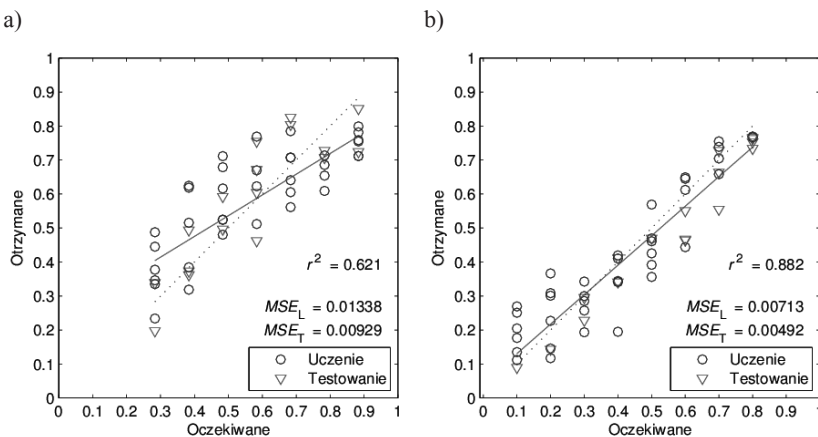 a)
1
0.9
0.8
0.7
0.6
0.5
0.4
0.3
0.2
0.1
0
Otrzymane
r² = 0.621
MSE_L = 0.01338
MSE_T = 0.00929
Uczenie
Testowanie
0 0.1 0.2 0.3 0.4 0.5 0.6 0.7 0.8 0.9 1
Oczekiwane
b)
1
0.9
0.8
0.7
0.6
0.5
0.4
0.3
0.2
0.1
0
Otrzymane
r² = 0.882
MSE_L = 0.00713
MSE_T = 0.00492
Uczenie
Testowanie
0 0.1 0.2 0.3 0.4 0.5 0.6 0.7 0.8 0.9 1
Oczekiwane